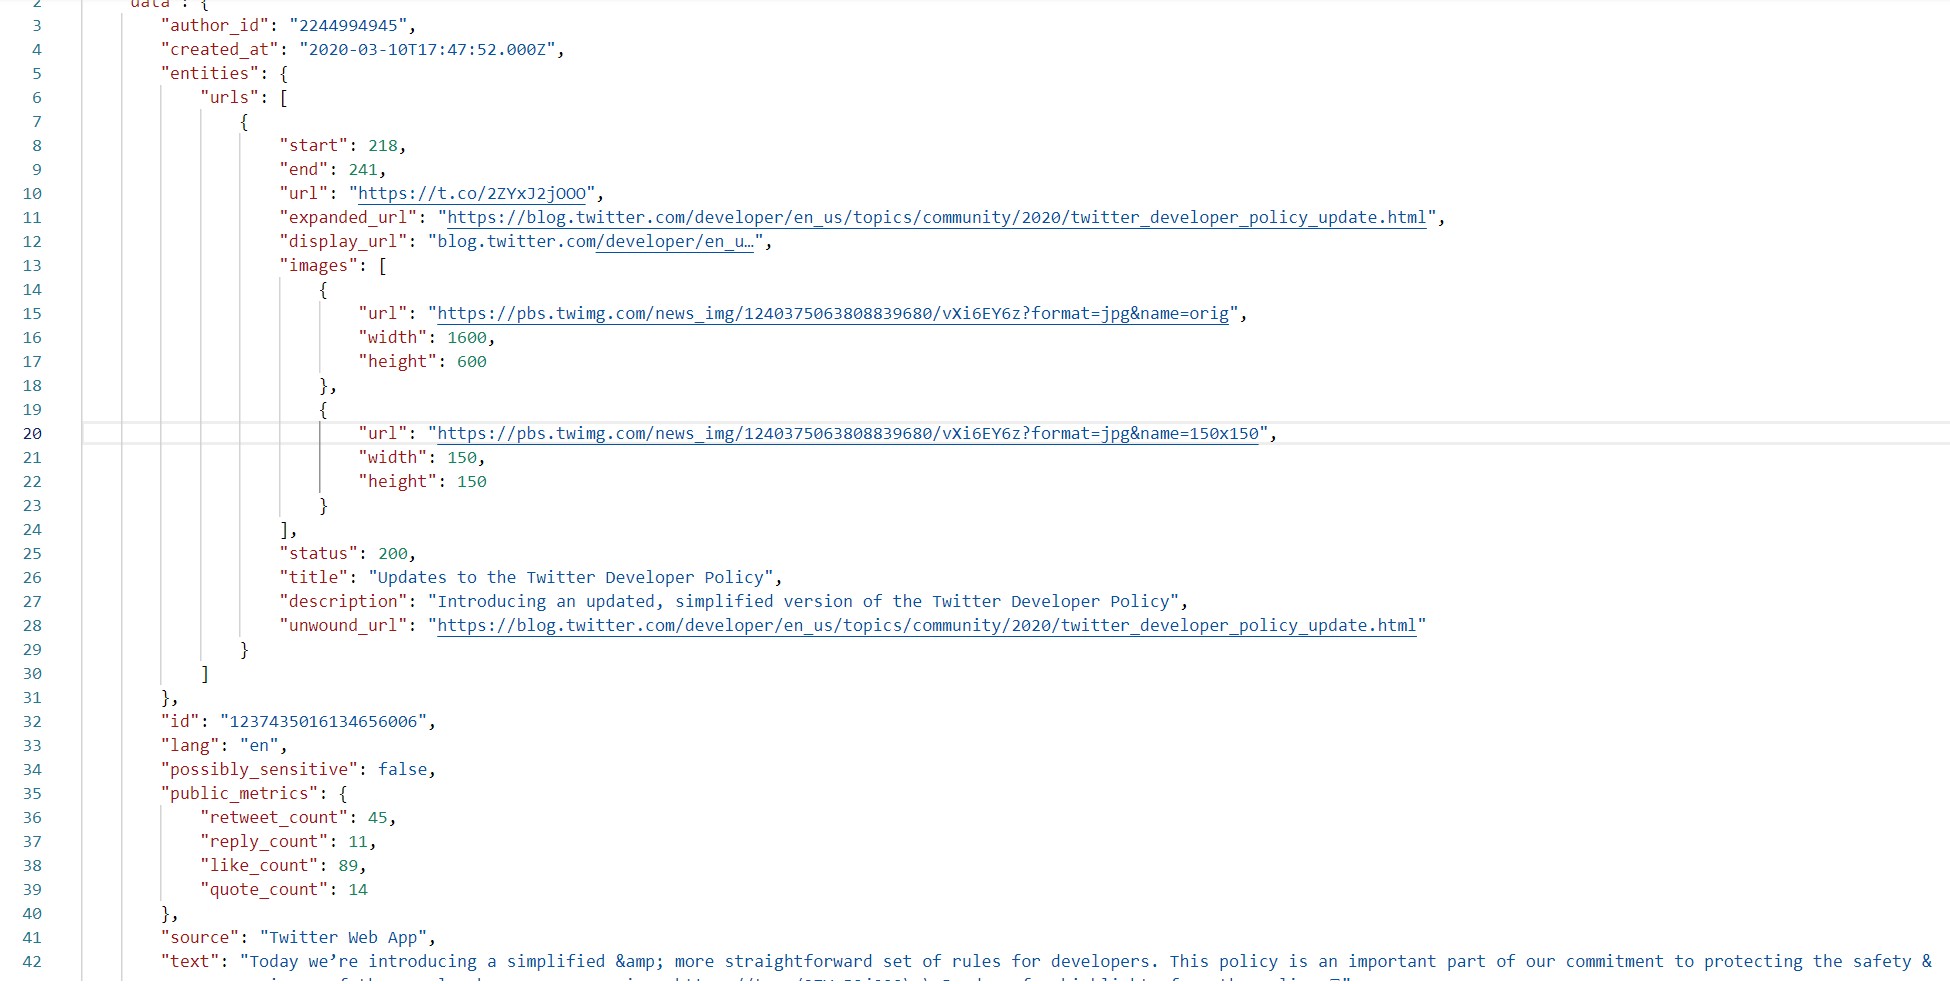 2 data": {
3 "author_id": "2244994945",
4 "created_at": "2020-03-10T17:47:52.000Z",
5 "entities": {
6 "urls": [
7 {
8 "start": 218,
9 "end": 241,
10 "url": "https://t.co/2ZYxJ2jOOO",
11 "expanded_url": "https://blog.twitter.com/developer/en_us/topics/community/2020/twitter_developer_policy_update.html",
12 "display_url": "blog.twitter.com/developer/en_u…",
13 "images": [
14 {
15 "url": "https://pbs.twimg.com/news_img/1240375063808839680/vXi6EY6z?format=jpg&name=orig",
16 "width": 1600,
17 "height": 600
18 },
19 {
20 "url": "https://pbs.twimg.com/news_img/1240375063808839680/vXi6EY6z?format=jpg&name=150x150",
21 "width": 150,
22 "height": 150
23 }
24 ],
25 "status": 200,
26 "title": "Updates to the Twitter Developer Policy",
27 "description": "Introducing an updated, simplified version of the Twitter Developer Policy",
28 "unwound_url": "https://blog.twitter.com/developer/en_us/topics/community/2020/twitter_developer_policy_update.html"
29 }
30 ]
31 },
32 "id": "1237435016134656006",
33 "lang": "en",
34 "possibly_sensitive": false,
35 "public_metrics": {
36 "retweet_count": 45,
37 "reply_count": 11,
38 "like_count": 89,
39 "quote_count": 14
40 },
41 "source": "Twitter Web App",
42 "text": "Today we’re introducing a simplified &amp; more straightforward set of rules for developers. This policy is an important part of our commitment to protecting the safety &